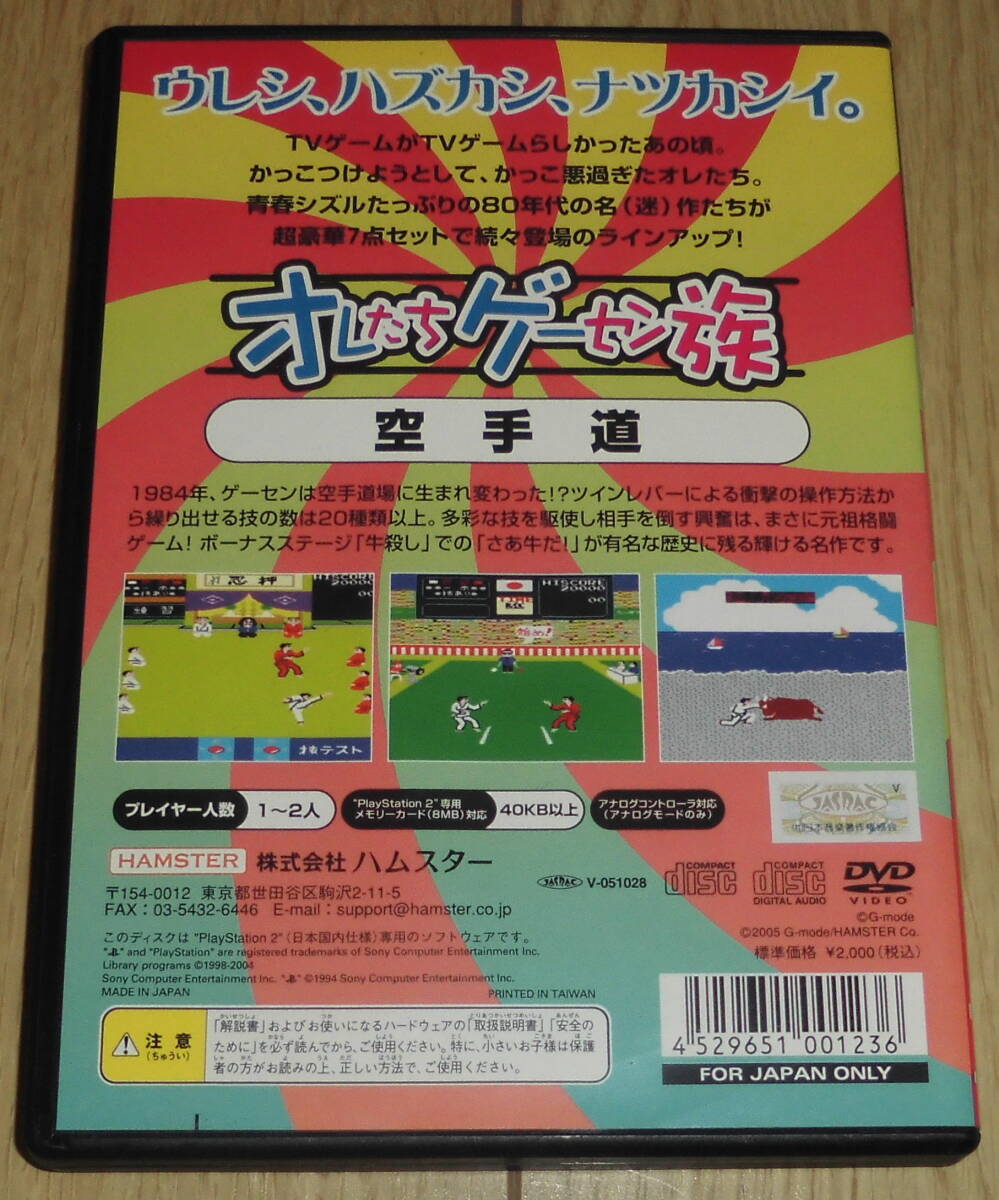 ウレシ、ハズカシ、ナツカシイ。
TVゲームがTVゲームらしかったあの頃。
かっこつけようとして、かっこ悪過ぎたオレたち。
青春シズルたっぷりの80年代の名（迷）作たちが
超豪華7点セットで続々登場のラインアップ！
オレたちゲーセン族
空手道
1984年、ゲーセンは空手道場に生まれ変わった!?ツインレバーによる衝撃の操作方法か
ら繰り出せる技の数は20種類以上。多彩な技を駆使し相手を倒す興奮は、まさに元祖格闘
ゲーム！ボーナスステージ「牛殺し」での「さあ牛だ！」が有名な歴史に残る輝ける名作です。
HISCORE
20000
00
技テスト
HISCORE
20000
00
始め!
プレイヤー人数
1〜2人
"PlayStation 2"専用
メモリーカード(8MB)対応
40KB以上
アナログコントローラ対応
(アナログモードのみ)
JASRAC
V
HAMSTER
株式会社 ハムスター
〒154-0012 東京都世田谷区駒沢2-11-5
FAX：03-5432-6446 E-mail：support@hamster.co.jp
JASRAC V-051028
COMPACT disc
COMPACT disc DIGITAL AUDIO
DVD VIDEO
©G-mode
©2005 G-mode/HAMSTER Co.
標準価格 ¥2,000(税込)
このディスクは "PlayStation 2"(日本国内仕様)専用のソフトウェアです。
" " and "PlayStation" are registered trademarks of Sony Computer Entertainment Inc.
Library programs ©1998-2004
Sony Computer Entertainment Inc. " " ©1994 Sony Computer Entertainment Inc.
MADE IN JAPAN
PRINTED IN TAIWAN
注意
(ちゅうい)
「解説書」およびお使いになるハードウェアの「取扱説明書」「安全の
ために」を必ず読んでから、ご使用ください。特に、小さいお子様は保護
者の方がお読みの上、正しい方法で、ご使用ください。
4 529651 001236
FOR JAPAN ONLY